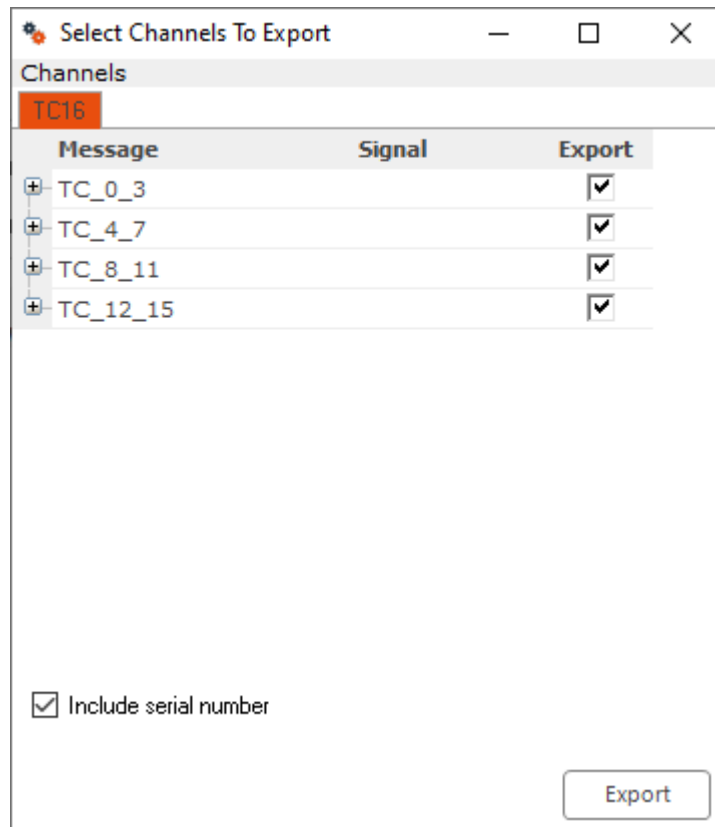 Select Channels To Export
Channels
TC16
Message Signal Export
TC_0_3
TC_4_7
TC_8_11
TC_12_15
Include serial number
Export